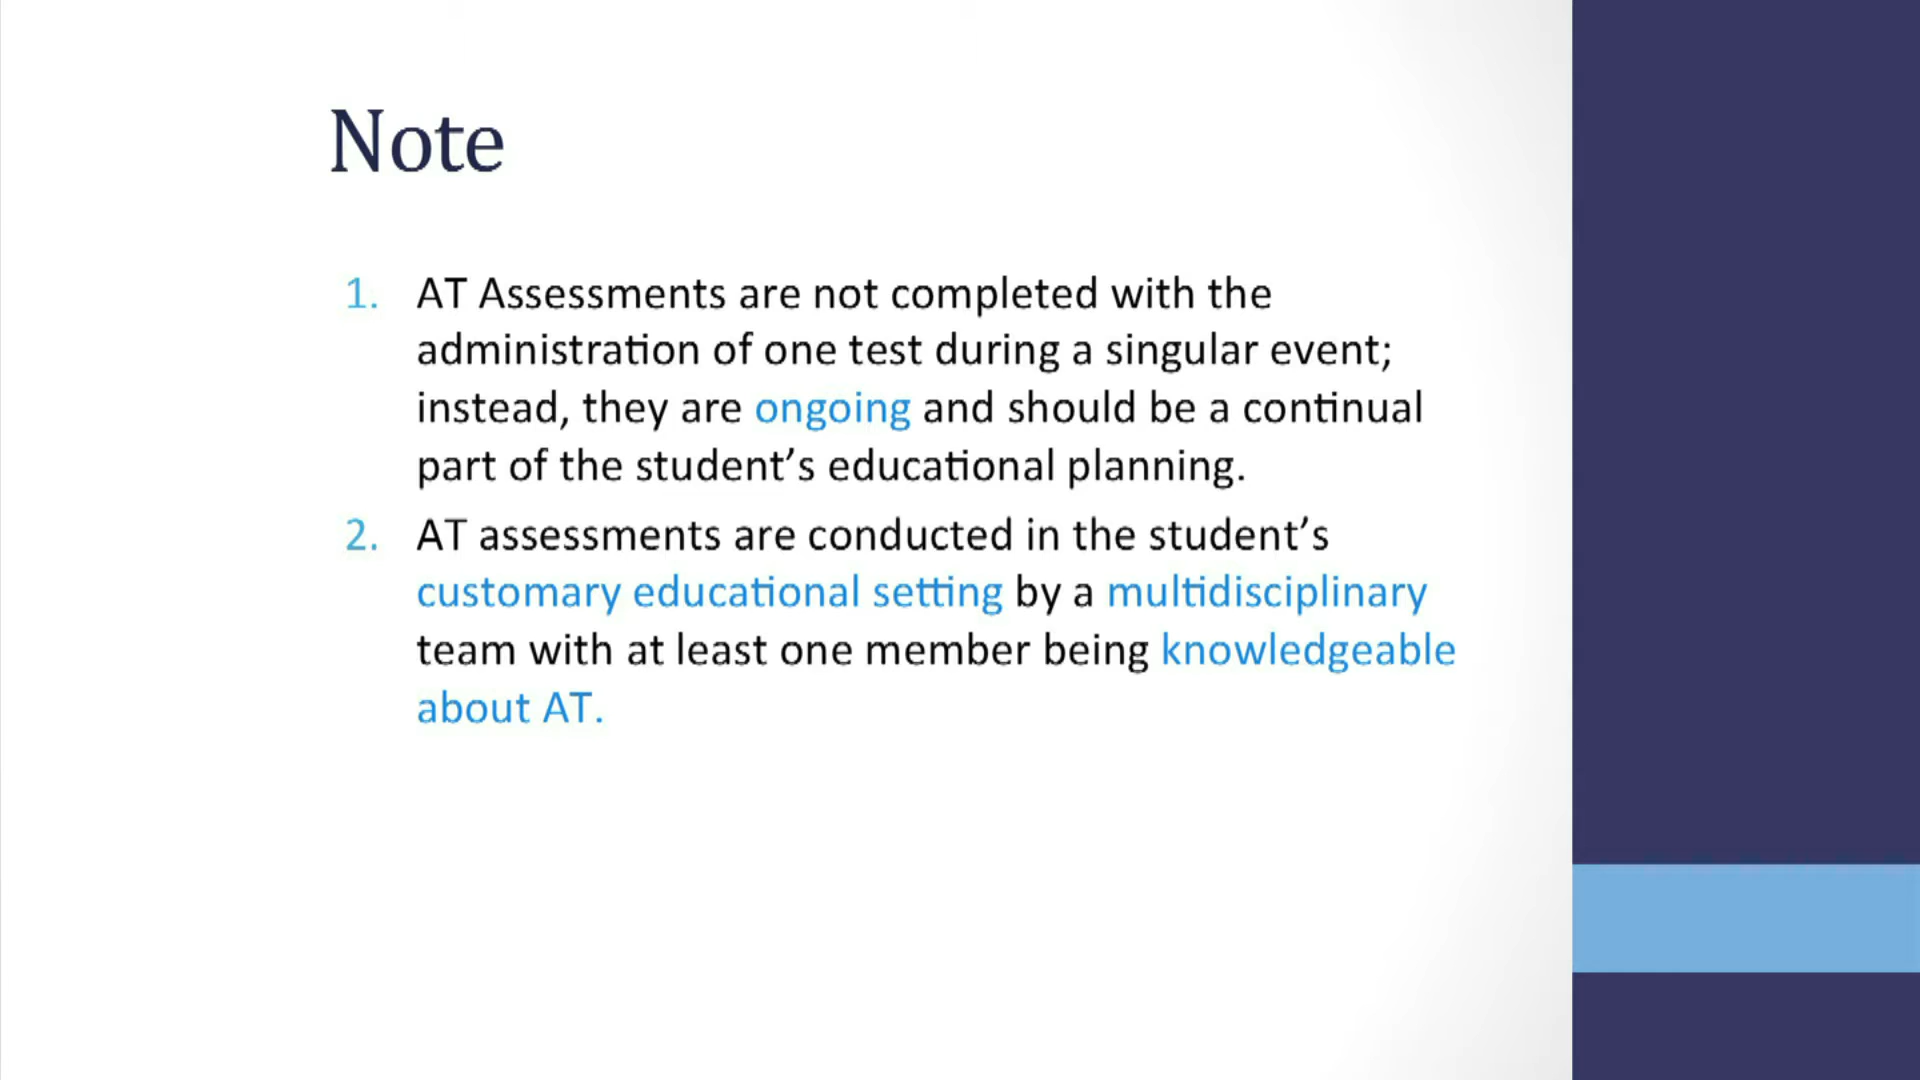 Note
1. AT Assessments are not completed with the
administration of one test during a singular event;
instead, they are ongoing and should be a continual
part of the student’s educational planning.
2. AT assessments are conducted in the student’s
customary educational setting by a multidisciplinary
team with at least one member being knowledgeable
about AT.